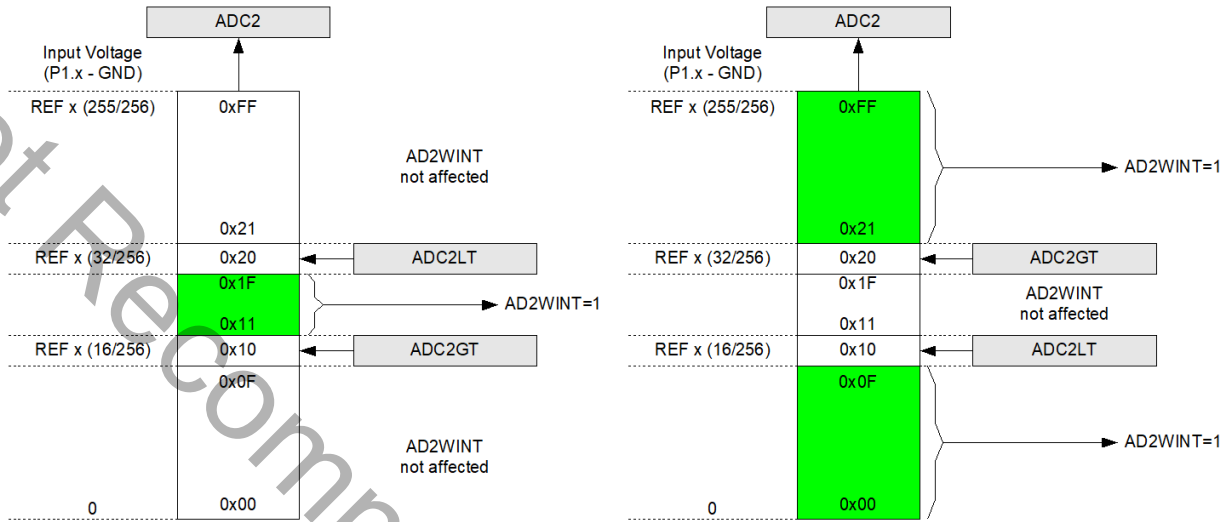 ADC2
Input Voltage
(P1.x - GND)
REF x (255/256)
0xFF
AD2WINT
not affected
0x21
REF x (32/256)
0x20
ADC2LT
0x1F
AD2WINT=1
0x11
REF x (16/256)
0x10
ADC2GT
0x0F
AD2WINT
not affected
0
0x00
ADC2
Input Voltage
(P1.x - GND)
REF x (255/256)
0xFF
AD2WINT=1
0x21
REF x (32/256)
0x20
ADC2GT
0x1F
AD2WINT
not affected
0x11
REF x (16/256)
0x10
ADC2LT
0x0F
AD2WINT=1
0
0x00